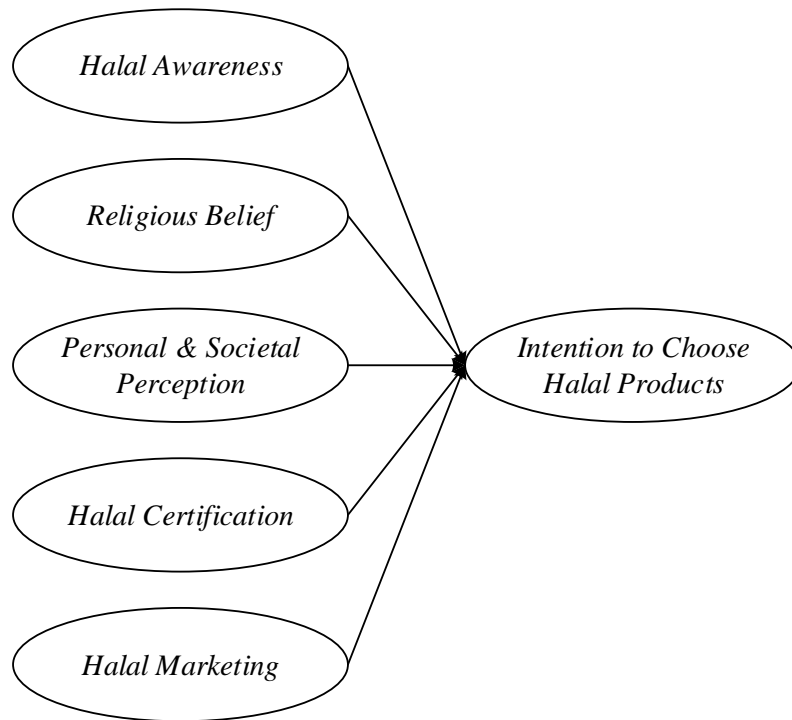 Halal Awareness
Religious Belief
Personal & Societal
Perception
Halal Certification
Halal Marketing
Intention to Choose
Halal Products